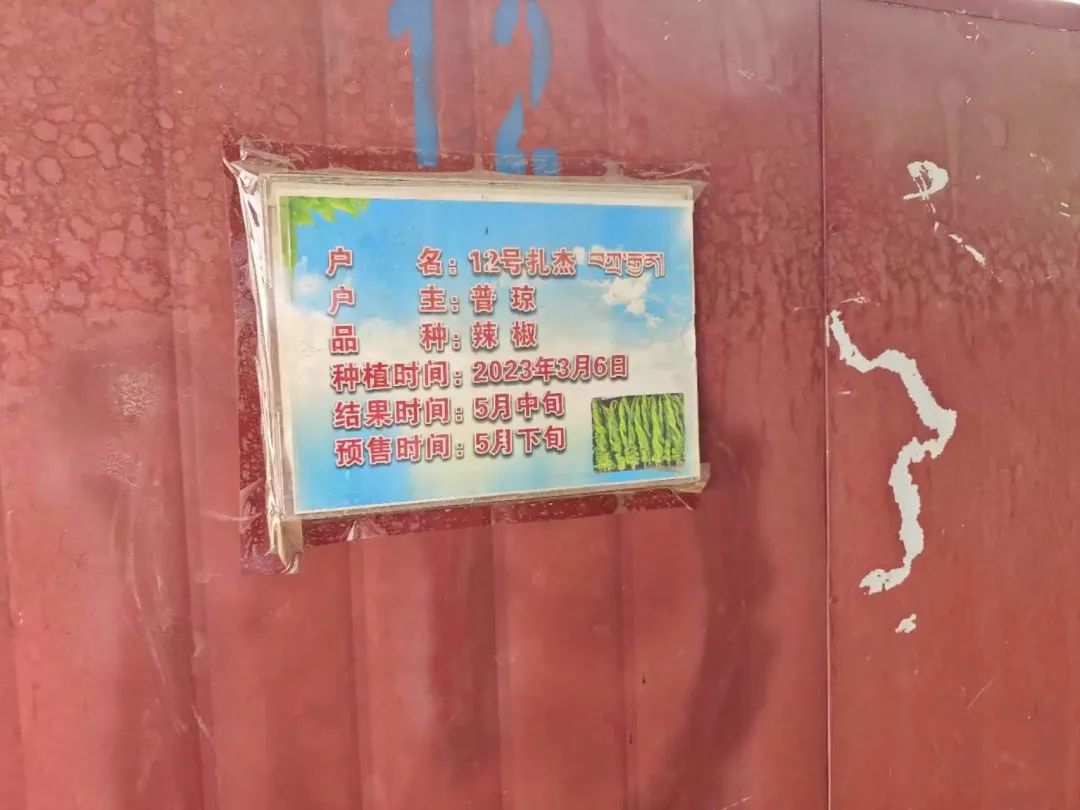 12
户 名：12号扎杰 བཀྲ་རྒྱས།
户 主：普 琼
品 种：辣 椒
种植时间：2023年3月6日
结果时间：5月中旬
预售时间：5月下旬